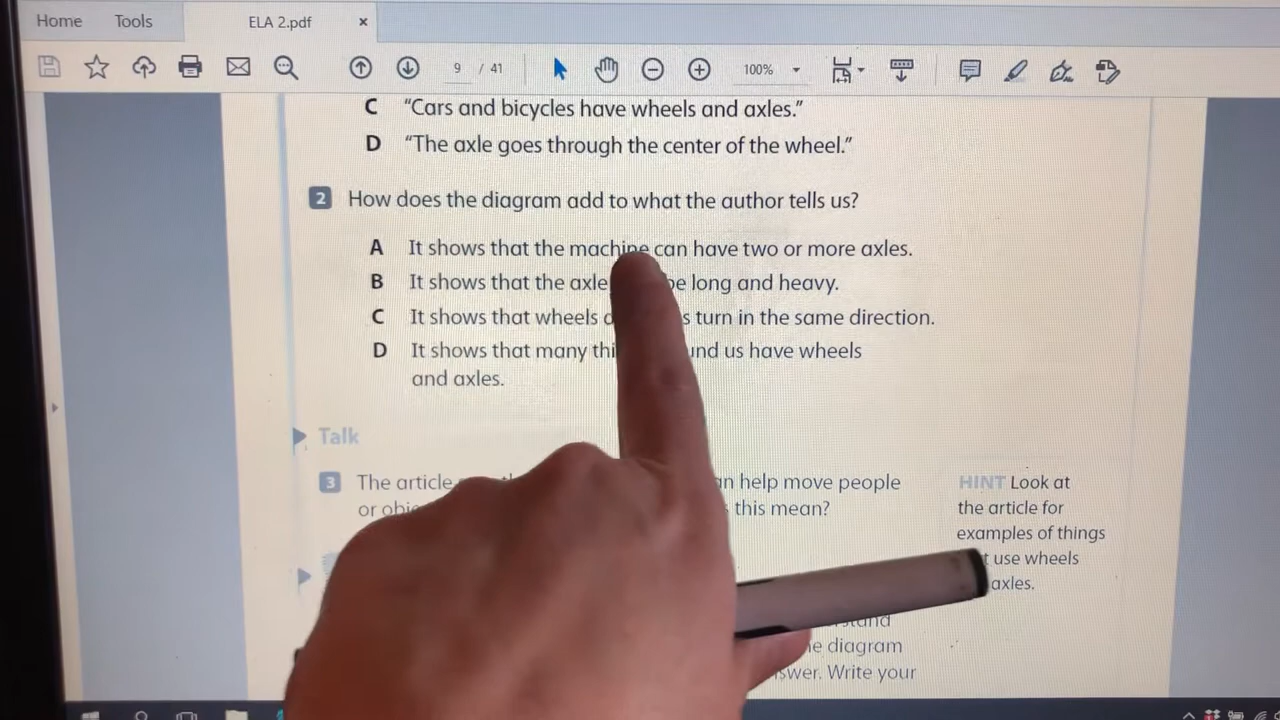 Home Tools ELA 2.pdf ×
9 / 41 100%
C "Cars and bicycles have wheels and axles."
D "The axle goes through the center of the wheel."
2 How does the diagram add to what the author tells us?
A It shows that the machine can have two or more axles.
B It shows that the axle be long and heavy.
C It shows that wheels turn in the same direction.
D It shows that many have wheels
and axles.
Talk
3 The article help move people
or this mean?
HINT Look at
the article for
examples of things
use wheels
axles.
diagram
Write your